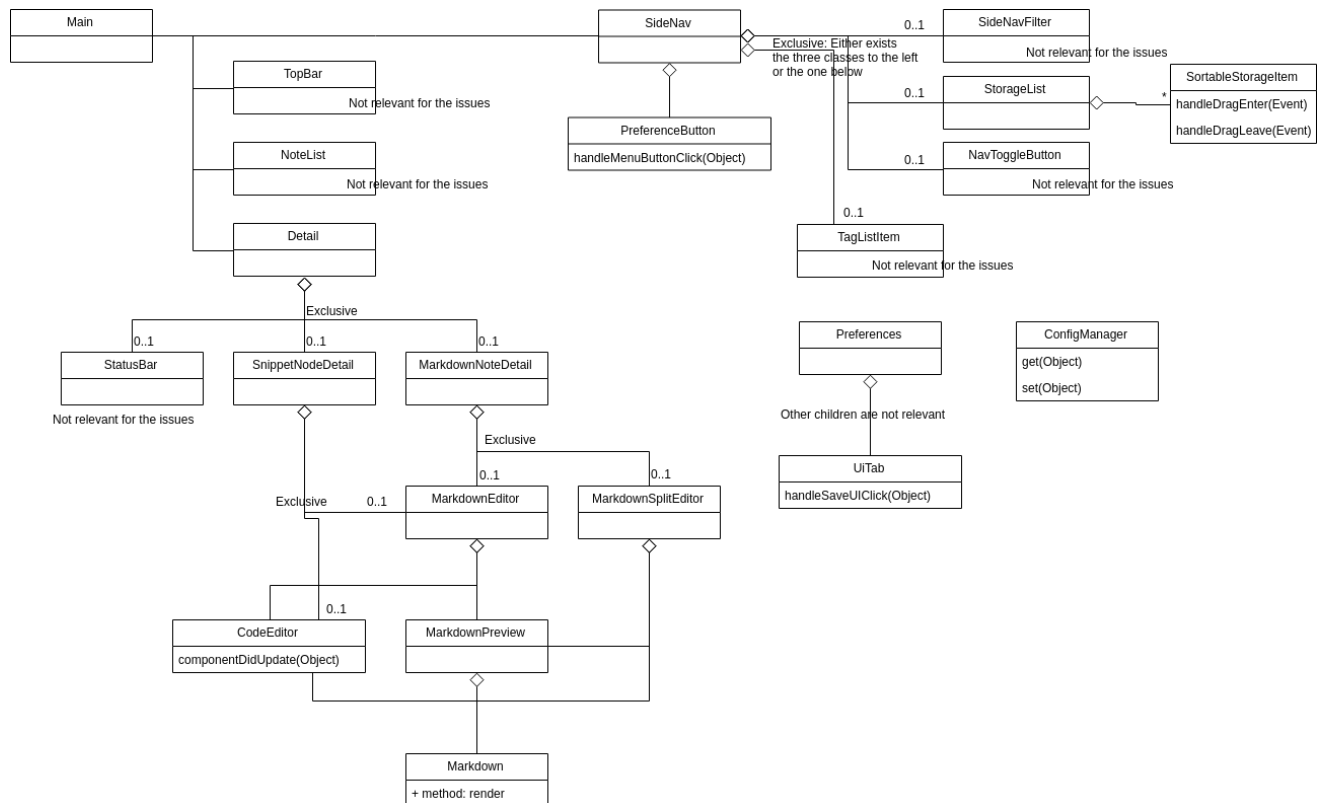 Main
SideNav
0..1
SideNavFilter
Not relevant for the issues
Exclusive: Either exists
the three classes to the left
or the one below
TopBar
Not relevant for the issues
0..1
StorageList
*
SortableStorageItem
handleDragEnter(Event)
handleDragLeave(Event)
PreferenceButton
handleMenuButtonClick(Object)
NoteList
Not relevant for the issues
0..1
NavToggleButton
Not relevant for the issues
0..1
TagListItem
Not relevant for the issues
Detail
Exclusive
0..1
0..1
0..1
StatusBar
SnippetNodeDetail
MarkdownNoteDetail
Not relevant for the issues
Preferences
ConfigManager
get(Object)
set(Object)
Other children are not relevant
UiTab
handleSaveUIClick(Object)
Exclusive
0..1
0..1
Exclusive
0..1
MarkdownEditor
MarkdownSplitEditor
0..1
CodeEditor
componentDidUpdate(Object)
MarkdownPreview
Markdown
+ method: render